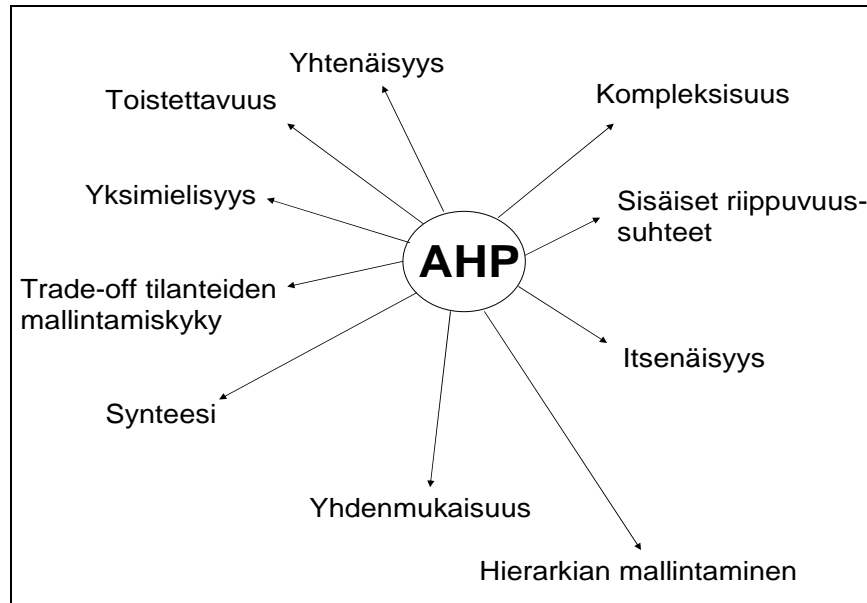 Yhtenäisyys
Toistettavuus
Kompleksisuus
Yksimielisyys
Sisäiset riippuvuus-
suhteet
AHP
Trade-off tilanteiden
mallintamiskyky
Itsenäisyys
Synteesi
Yhdenmukaisuus
Hierarkian mallintaminen